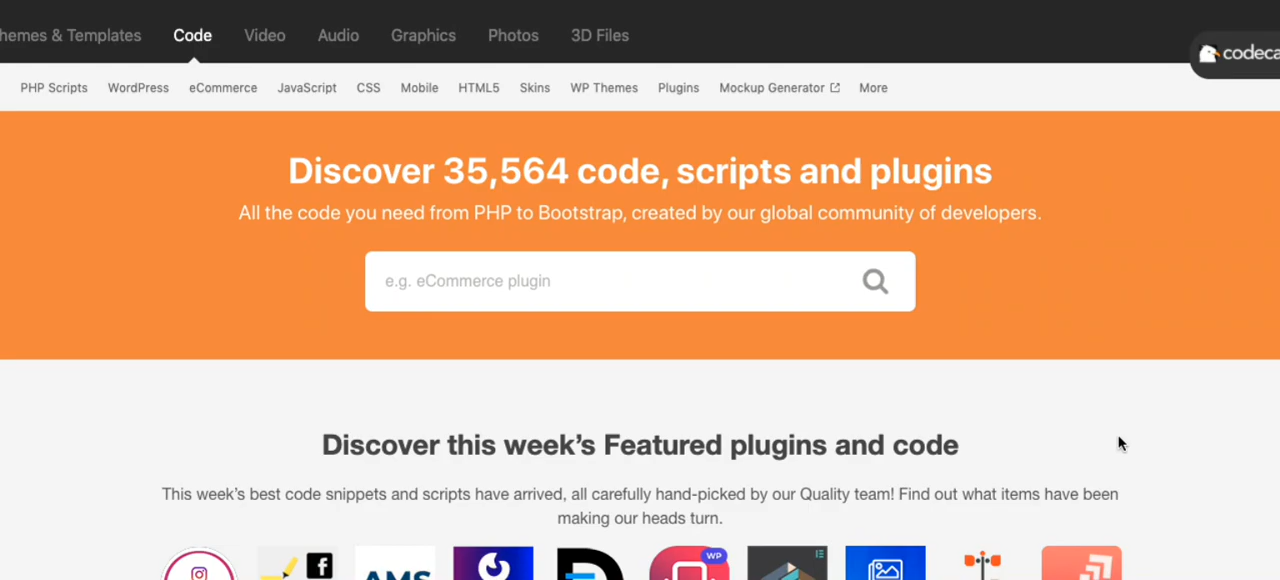 hemes & Templates Code Video Audio Graphics Photos 3D Files
codeca
PHP Scripts WordPress eCommerce JavaScript CSS Mobile HTML5 Skins WP Themes Plugins Mockup Generator More
Discover 35,564 code, scripts and plugins
All the code you need from PHP to Bootstrap, created by our global community of developers.
e.g. eCommerce plugin
Discover this week's Featured plugins and code
This week's best code snippets and scripts have arrived, all carefully hand-picked by our Quality team! Find out what items have been
making our heads turn.
WP
AMS